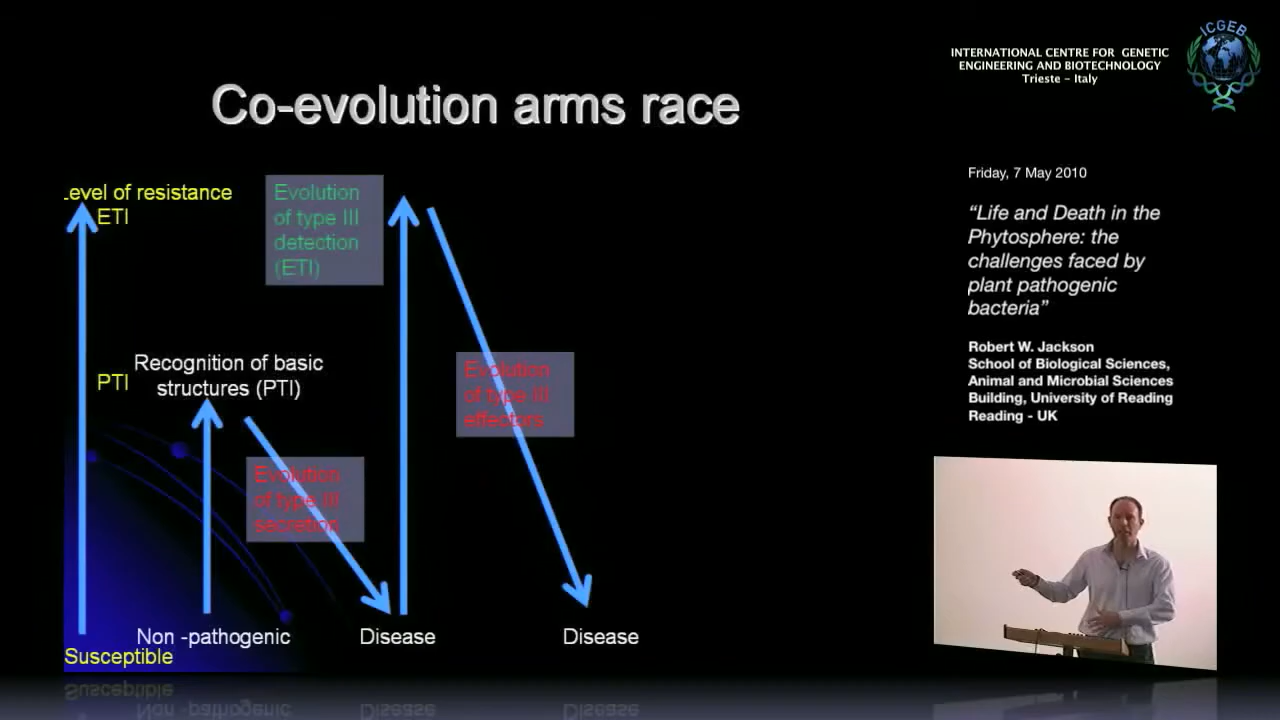 Co-evolution arms race
Level of resistance
ETI
Evolution
of type III
detection
(ETI)
PTI
Recognition of basic
structures (PTI)
Evolution
of type III
effectors
Evolution
of type III
secretion
Non -pathogenic
Disease
Disease
Susceptible
INTERNATIONAL CENTRE FOR GENETIC
ENGINEERING AND BIOTECHNOLOGY
Trieste - Italy
ICGEB
Friday, 7 May 2010
“Life and Death in the
Phytosphere: the
challenges faced by
plant pathogenic
bacteria”
Robert W. Jackson
School of Biological Sciences,
Animal and Microbial Sciences
Building, University of Reading
Reading - UK